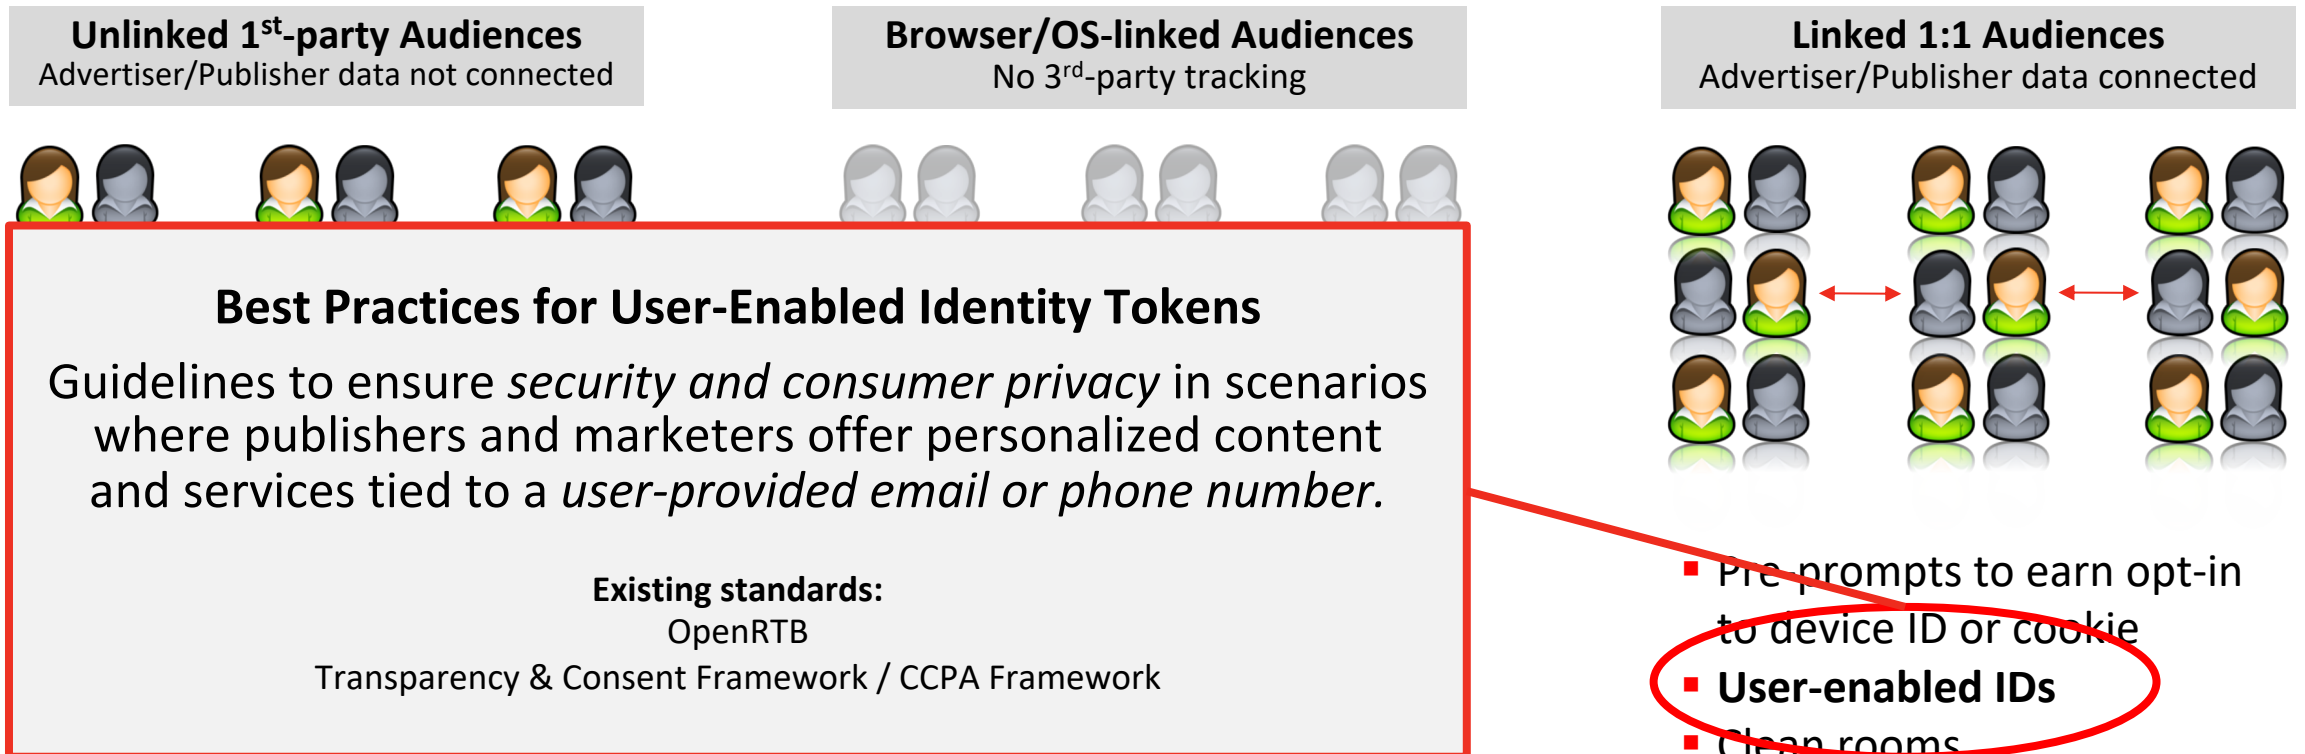 Unlinked 1st-party Audiences
Advertiser/Publisher data not connected
Browser/OS-linked Audiences
No 3rd-party tracking
Linked 1:1 Audiences
Advertiser/Publisher data connected
Best Practices for User-Enabled Identity Tokens
Guidelines to ensure security and consumer privacy in scenarios
where publishers and marketers offer personalized content
and services tied to a user-provided email or phone number.
Existing standards:
OpenRTB
Transparency & Consent Framework / CCPA Framework
▪ Pre-prompts to earn opt-in
to device ID or cookie
▪ User-enabled IDs
▪ Clean rooms